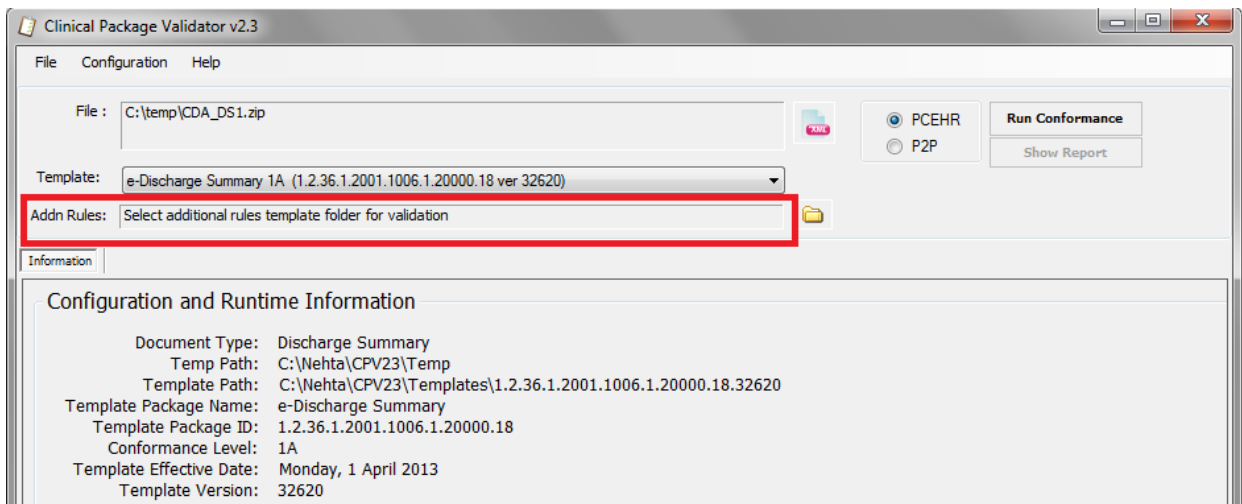 Clinical Package Validator v2.3
File Configuration Help
File : C:\temp\CDA_DS1.zip
XML
PCEHR
P2P
Run Conformance
Show Report
Template: e-Discharge Summary 1A (1.2.36.1.2001.1006.1.20000.18 ver 32620)
Addn Rules: Select additional rules template folder for validation
Information
Configuration and Runtime Information
Document Type: Discharge Summary
Temp Path: C:\Nehta\CPV23\Temp
Template Path: C:\Nehta\CPV23\Templates\1.2.36.1.2001.1006.1.20000.18.32620
Template Package Name: e-Discharge Summary
Template Package ID: 1.2.36.1.2001.1006.1.20000.18
Conformance Level: 1A
Template Effective Date: Monday, 1 April 2013
Template Version: 32620